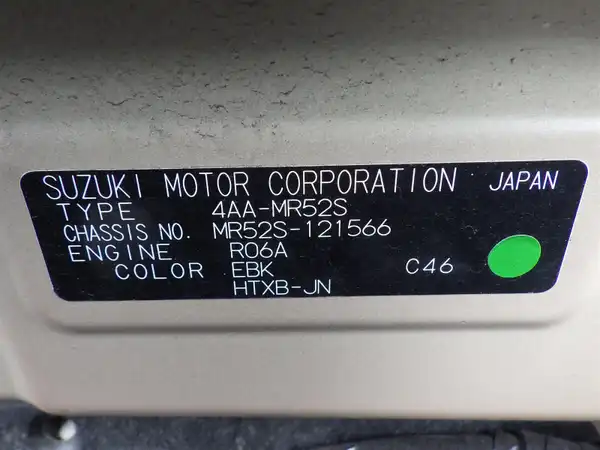 SUZUKI MOTOR CORPORATION JAPAN
TYPE 4AA-MR52S
CHASSIS NO. MR52S-121566
ENGINE R06A
COLOR EBK C46
HTXB-JN